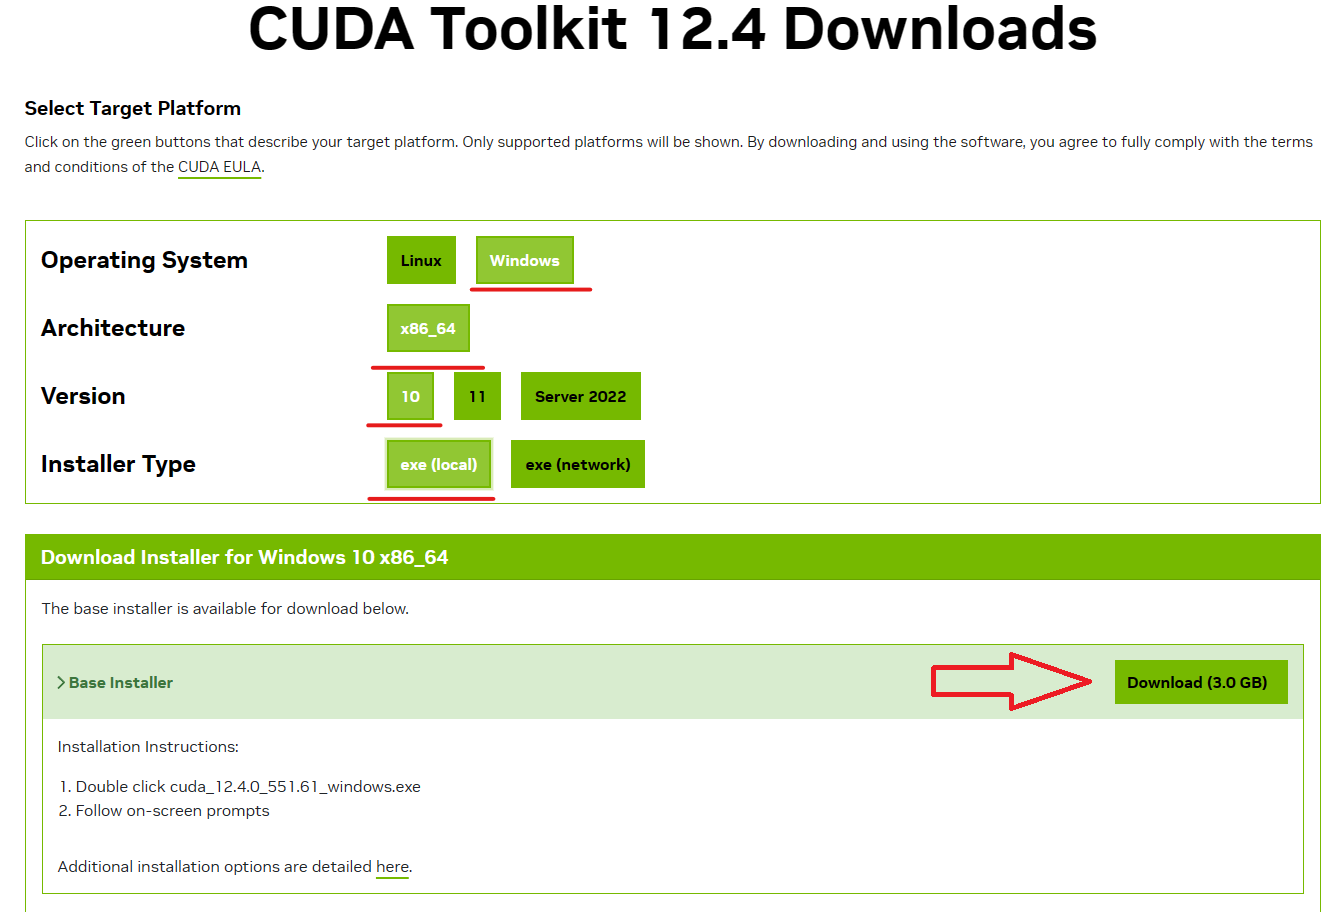 CUDA Toolkit 12.4 Downloads
Select Target Platform
Click on the green buttons that describe your target platform. Only supported platforms will be shown. By downloading and using the software, you agree to fully comply with the terms
and conditions of the CUDA EULA.
Operating System Linux Windows
Architecture x86_64
Version 10 11 Server 2022
Installer Type exe (local) exe (network)
Download Installer for Windows 10 x86_64
The base installer is available for download below.
Base Installer Download (3.0 GB)
Installation Instructions:
1. Double click cuda_12.4.0_551.61_windows.exe
2. Follow on-screen prompts
Additional installation options are detailed here.